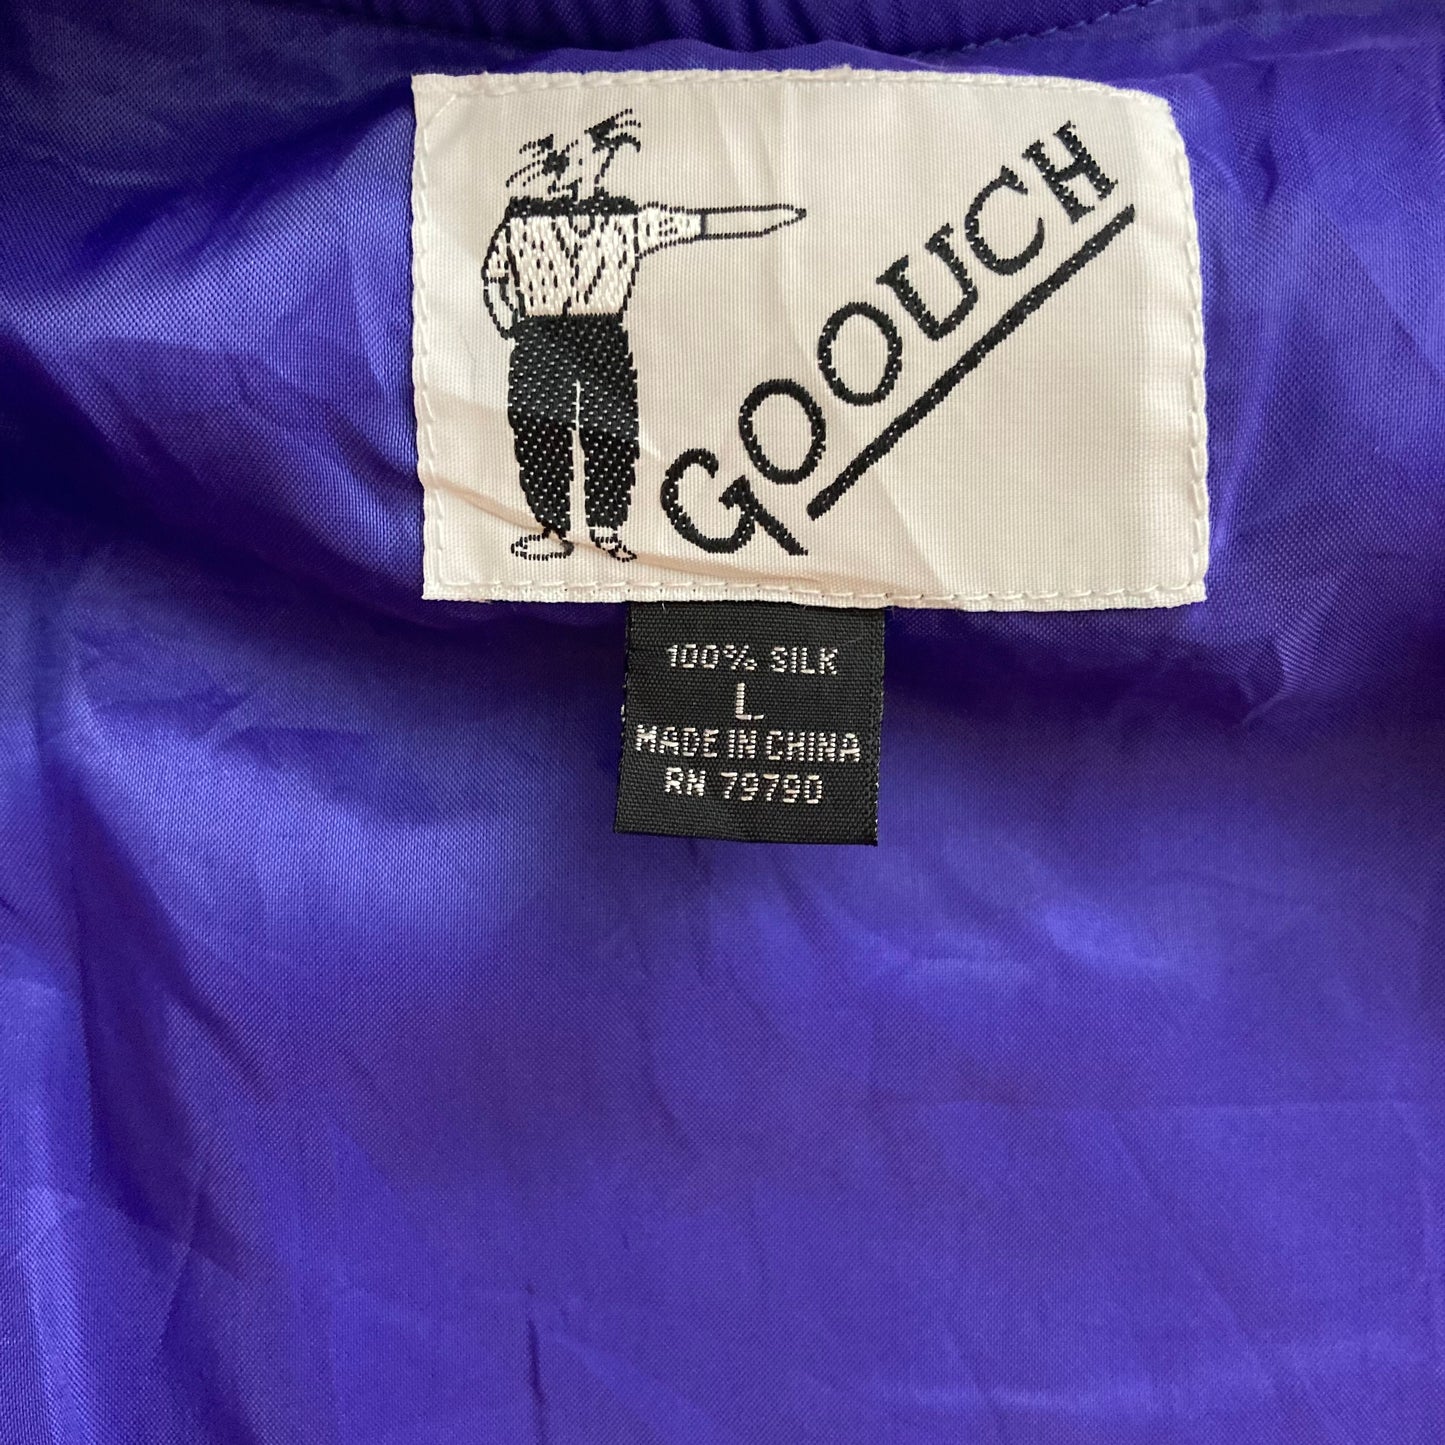 GOOUCH
100% SILK
L
MADE IN CHINA
RN 79790